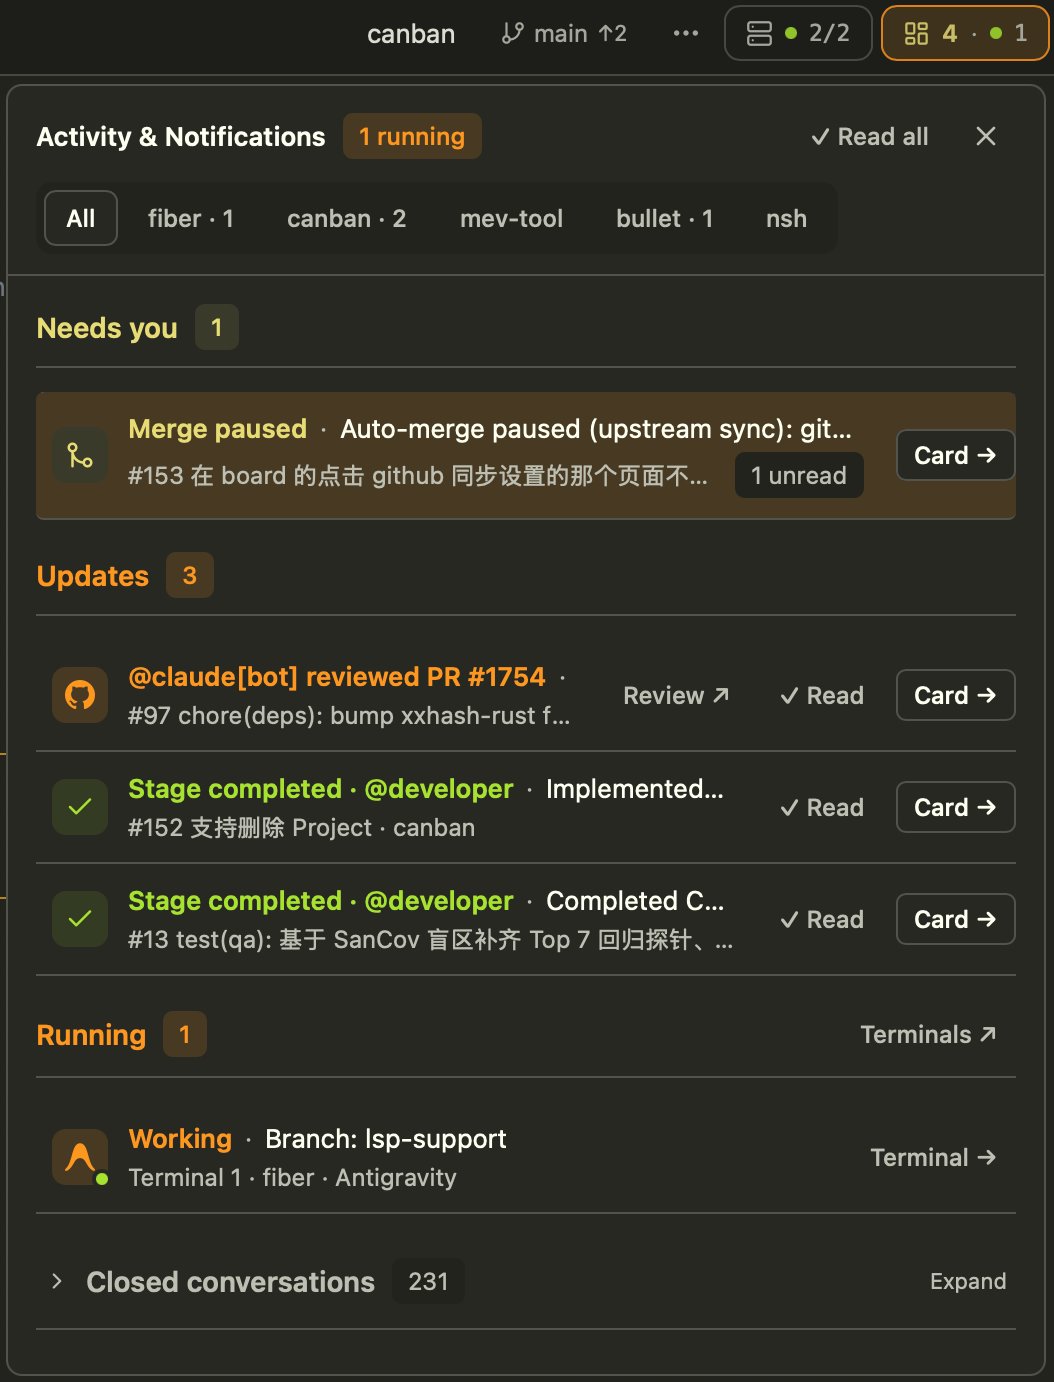 canban main ↑2 ••• 2/2 4 · 1
Activity & Notifications 1 running ✓ Read all
All fiber · 1 canban · 2 mev-tool bullet · 1 nsh
Needs you 1
Merge paused · Auto-merge paused (upstream sync): git...
#153 在 board 的点击 github 同步设置的那个页面不... 1 unread
Card →
Updates 3
@claude[bot] reviewed PR #1754 ·
#97 chore(deps): bump xxhash-rust f...
Review ↗ ✓ Read Card →
Stage completed · @developer · Implemented...
#152 支持删除 Project · canban
✓ Read Card →
Stage completed · @developer · Completed C...
#13 test(qa): 基于 SanCov 盲区补齐 Top 7 回归探针、...
✓ Read Card →
Running 1 Terminals ↗
Working · Branch: lsp-support
Terminal 1 · fiber · Antigravity
Terminal →
Closed conversations 231 Expand